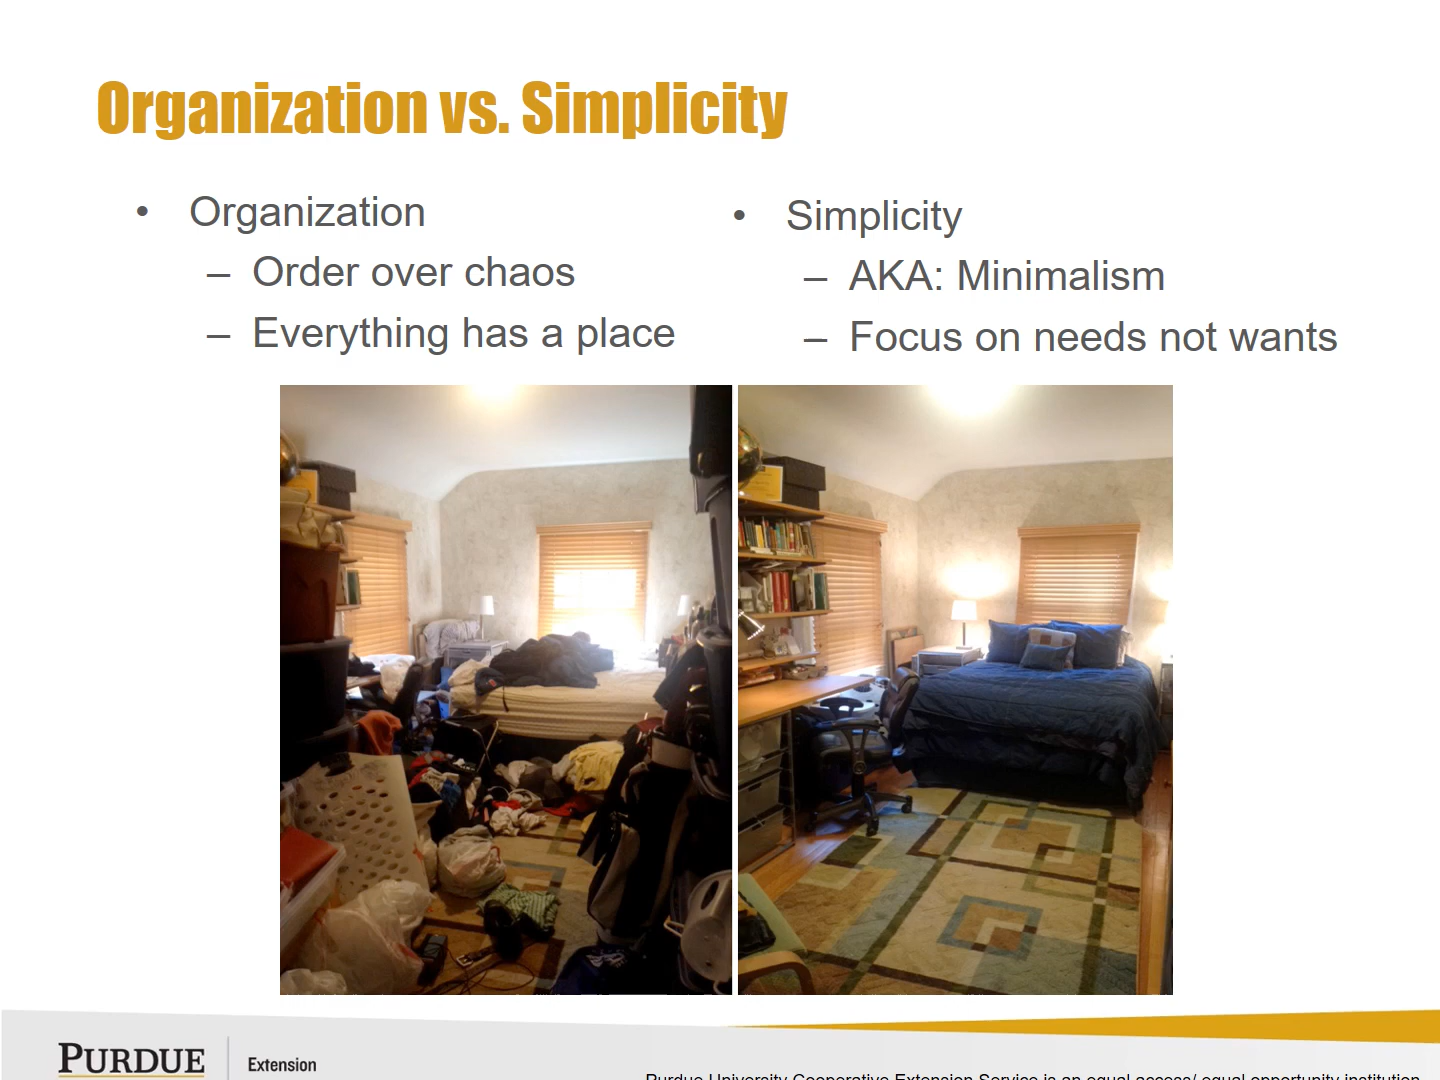 Organization vs. Simplicity
• Organization
– Order over chaos
– Everything has a place
• Simplicity
– AKA: Minimalism
– Focus on needs not wants
PURDUE
Extension
Purdue University Cooperative Extension Service is an equal access/ equal opportunity institution